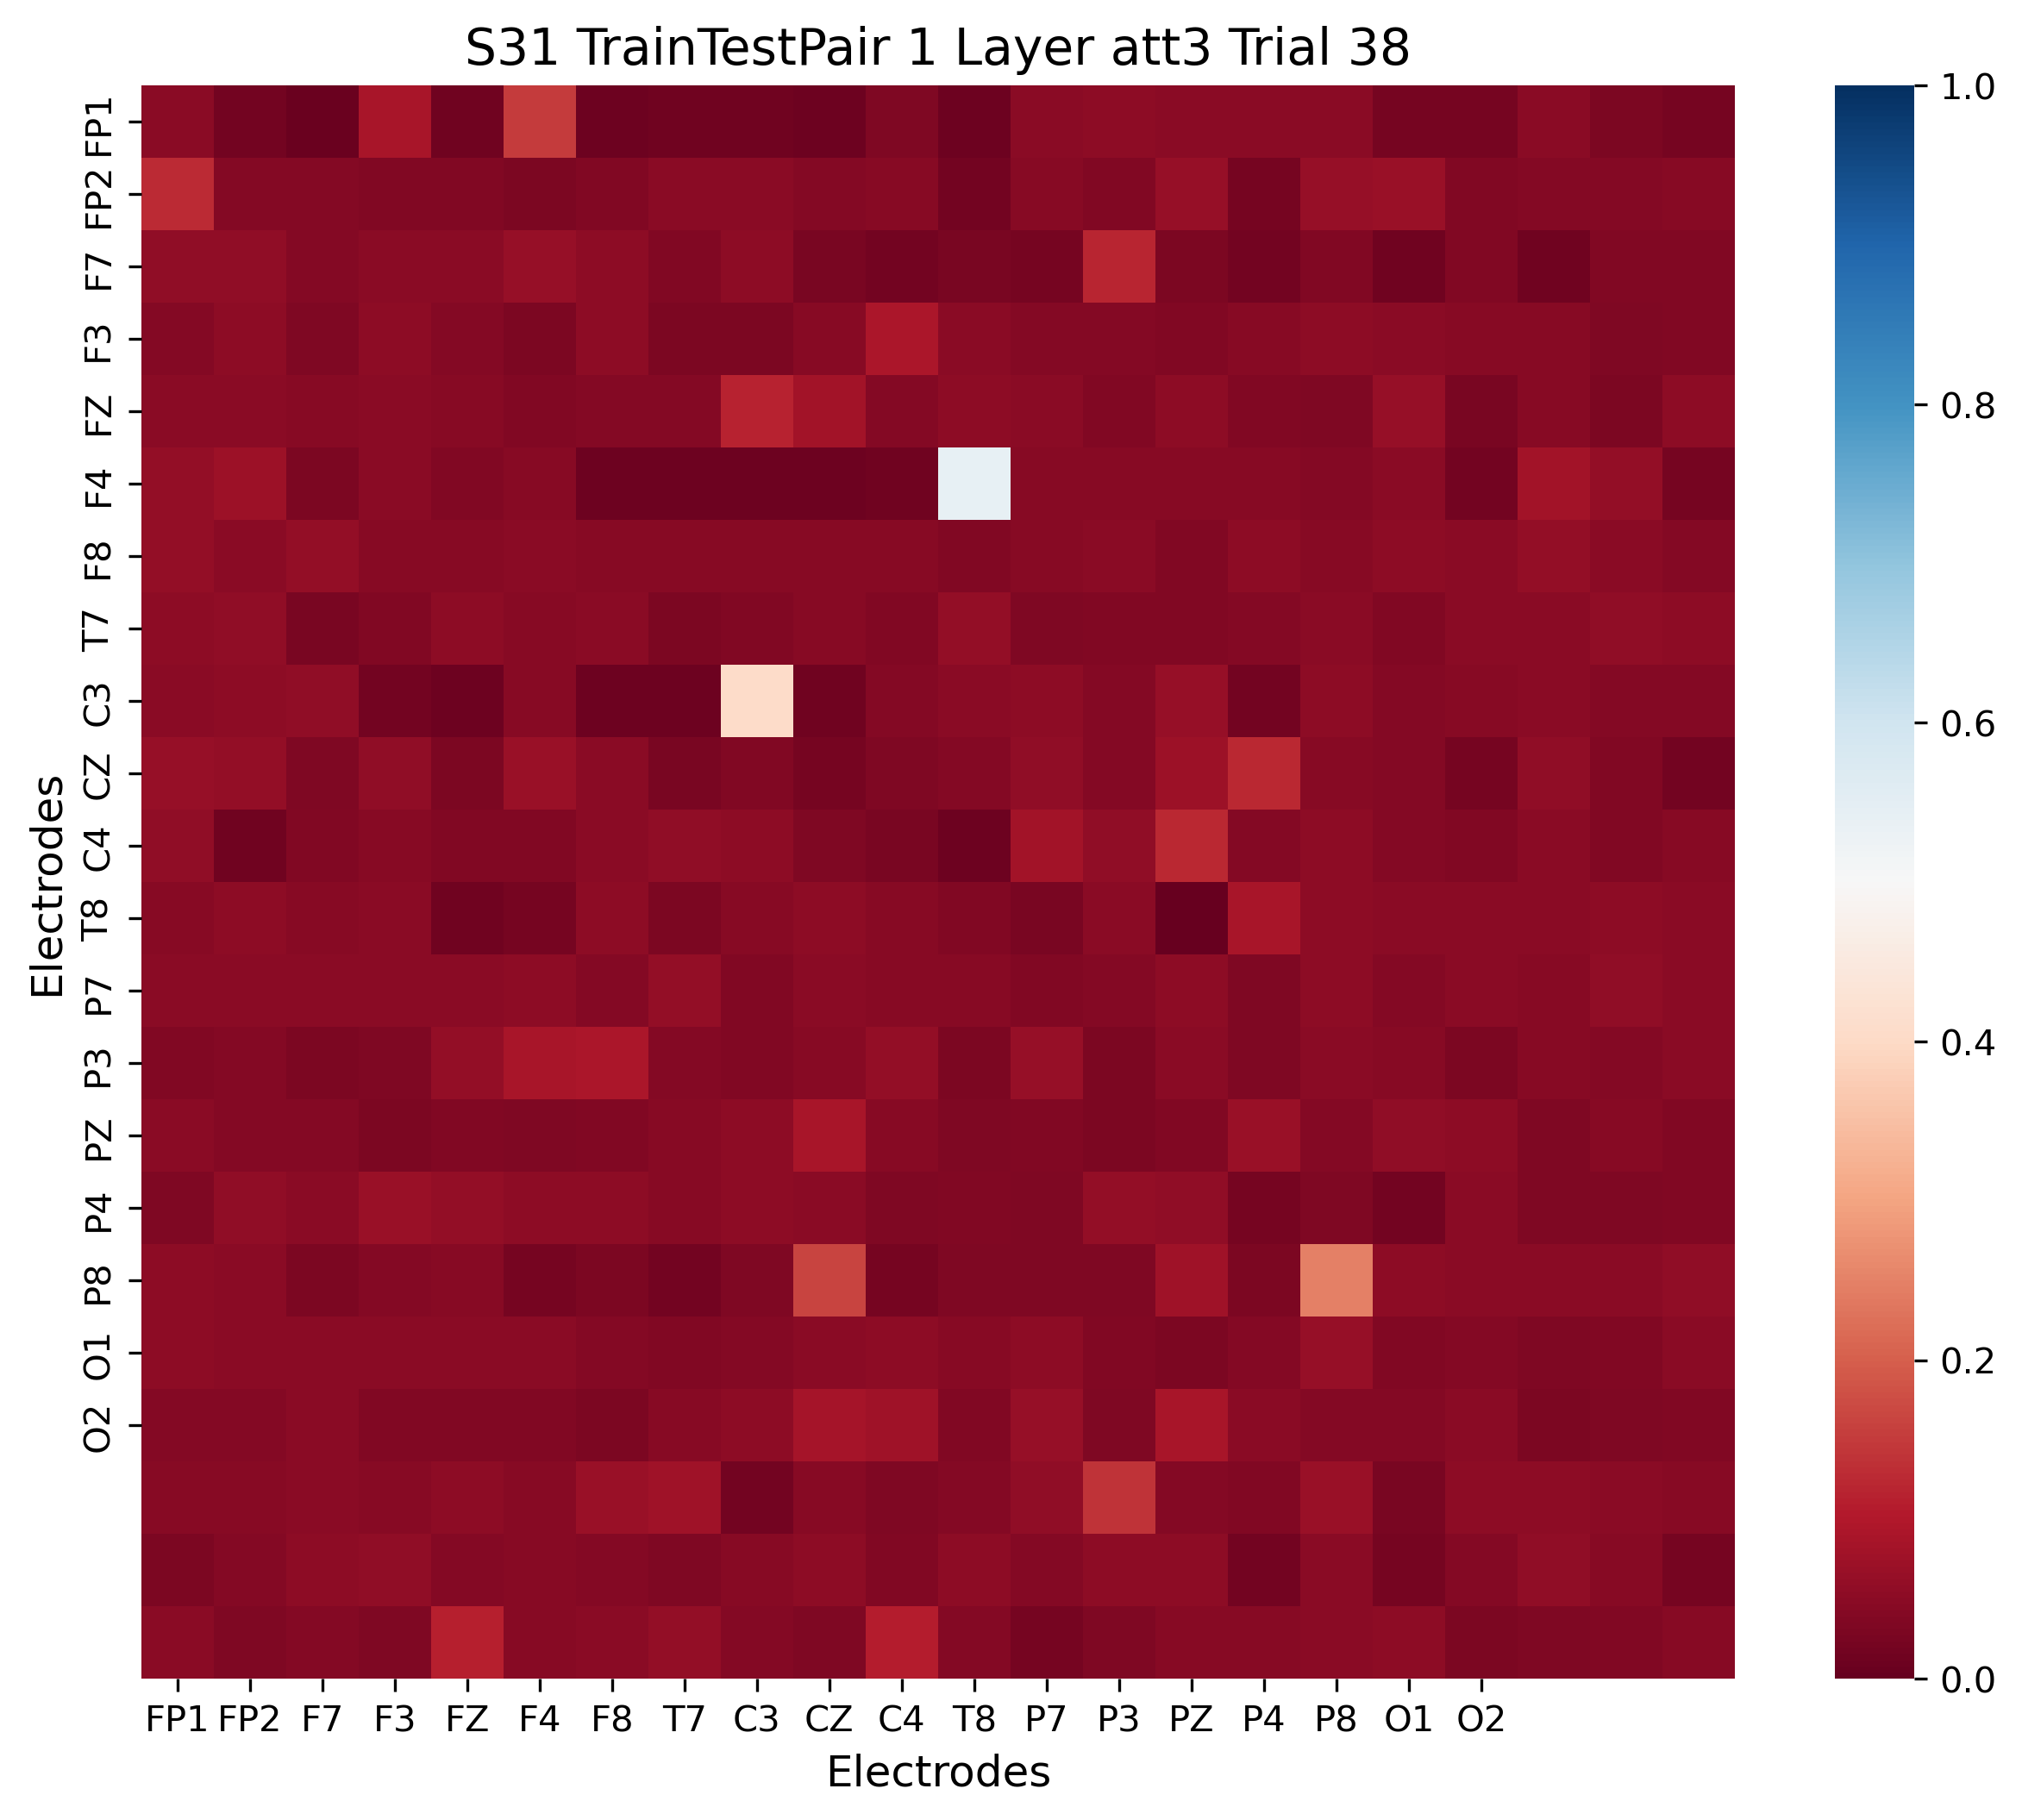 S31 TrainTestPair 1 Layer att3 Trial 38
Electrodes
FP1
FP2
F7
F3
FZ
F4
F8
T7
C3
CZ
C4
T8
P7
P3
PZ
P4
P8
O1
O2
1.0
0.8
0.6
0.4
0.2
0.0
FP1 FP2 F7 F3 FZ F4 F8 T7 C3 CZ C4 T8 P7 P3 PZ P4 P8 O1 O2
Electrodes